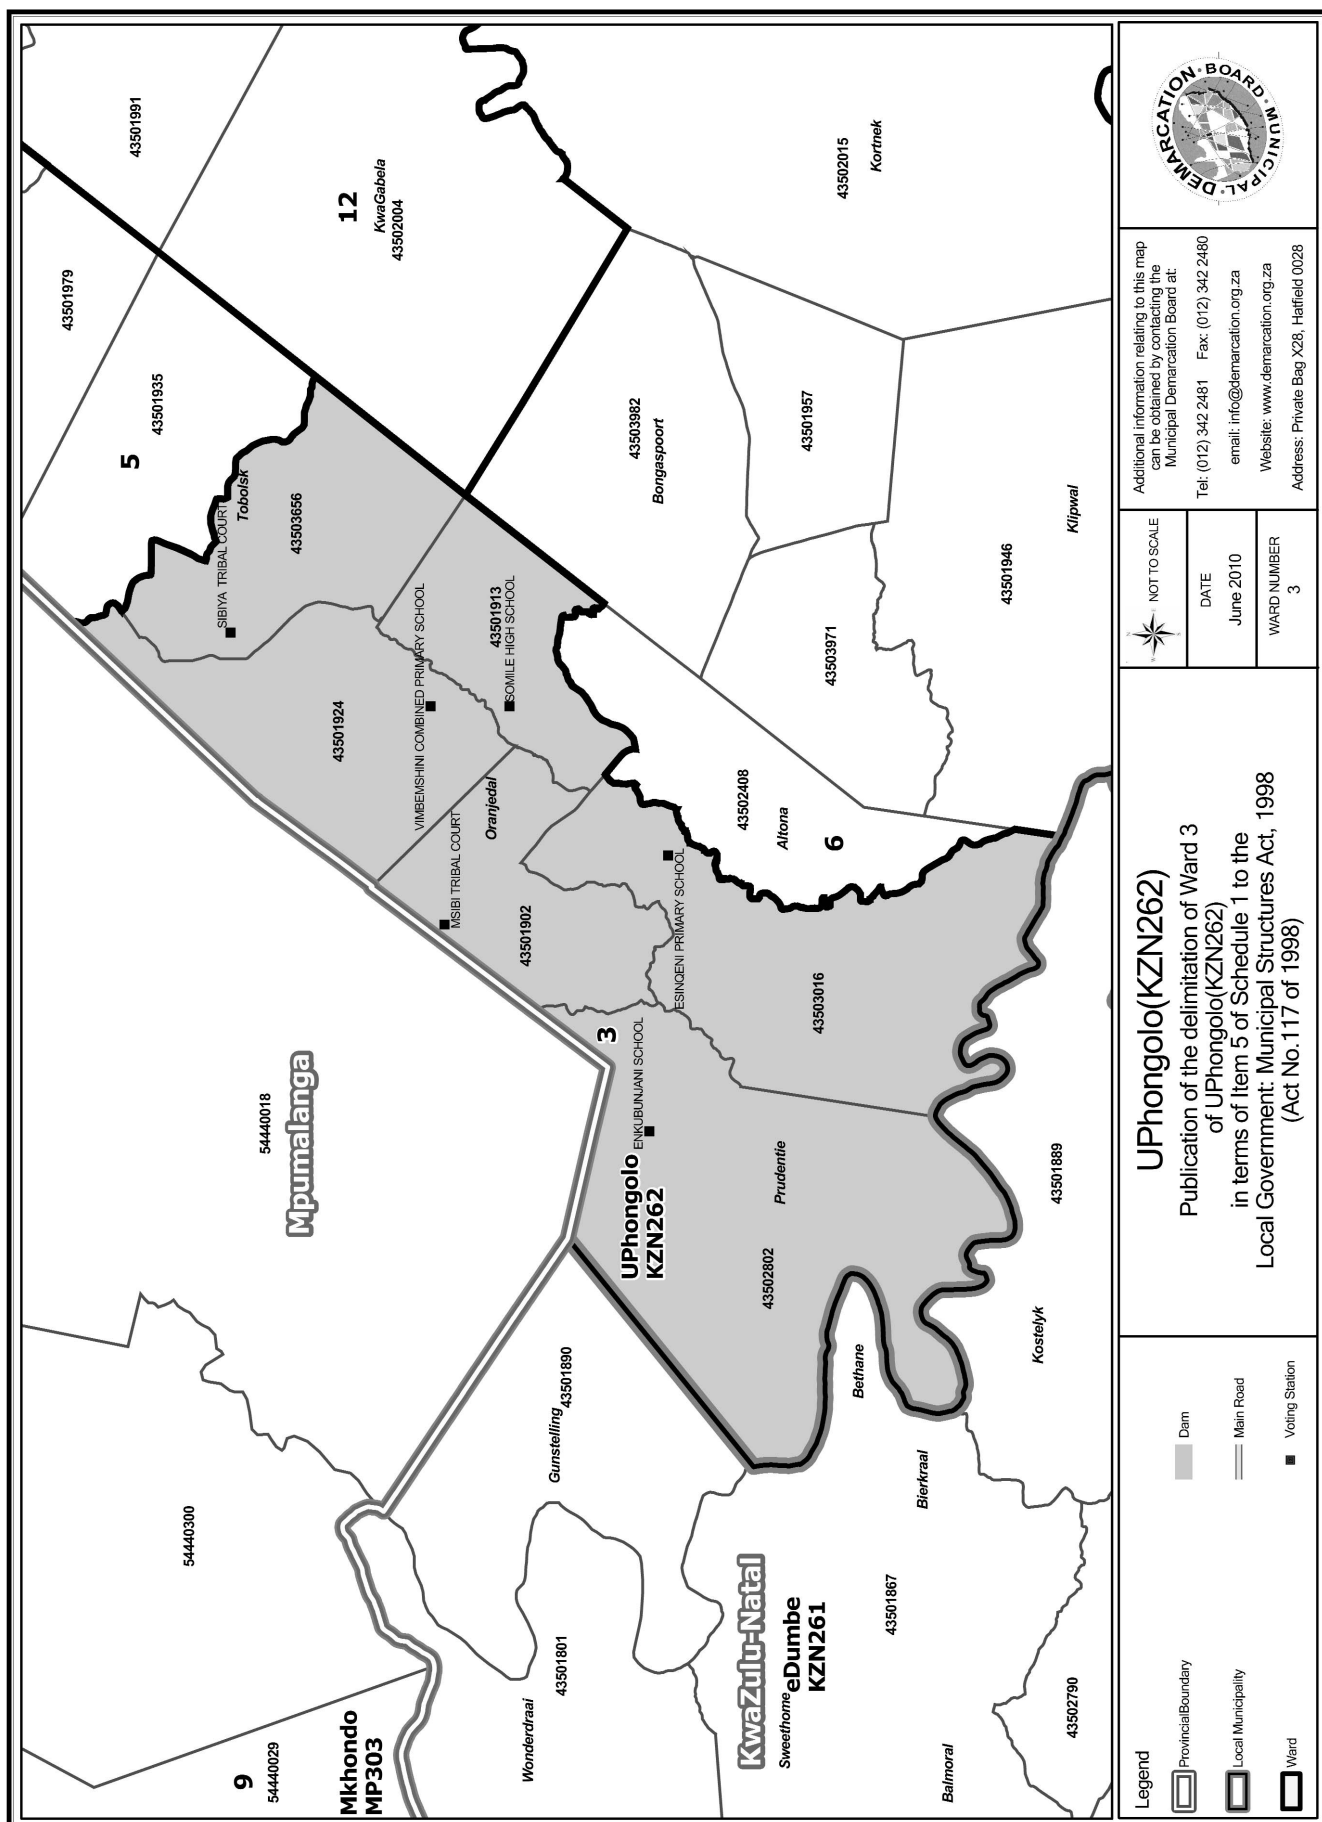 43501991
43501979
12
KwaGabela
43502004
43502015
Kortnek
5
43501935
Tobolsk
SIBIYA TRIBAL COURT
43503656
43503982
Bongaspoort
43501957
Klipwal
43501946
43501913
SOMILE HIGH SCHOOL
VIMBEMSHINI COMBINED PRIMARY SCHOOL
43501924
43503971
Oranjedal
MSIBI TRIBAL COURT
43502408
Altona
6
43501902
ESINQENI PRIMARY SCHOOL
43503016
3
ENKUBUNJANI SCHOOL
54440018
Mpumalanga
UPhongolo
KZN262
Prudentie
43502802
43501889
Kostelyk
Bethane
43501890
Gunstelling
Bierkraal
54440300
KwaZulu-Natal
eDumbe
KZN261
Sweethome
43501867
43501801
Wonderdraai
43502790
Balmoral
9
54440029
Mkhondo
MP303
Legend
ProvincialBoundary
Local Municipality
Ward
Dam
Main Road
Voting Station
UPhongolo(KZN262)
Publication of the delimitation of Ward 3
of UPhongolo(KZN262)
in terms of Item 5 of Schedule 1 to the
Local Government: Municipal Structures Act, 1998
(Act No.117 of 1998)
N
E
S
W
NOT TO SCALE
DATE
June 2010
WARD NUMBER
3
Additional information relating to this map
can be obtained by contacting the
Municipal Demarcation Board at:
Tel: (012) 342 2481 Fax: (012) 342 2480
email: info@demarcation.org.za
Website: www.demarcation.org.za
Address: Private Bag X28, Hatfield 0028
MUNICIPAL · DEMARCATION · BOARD ·